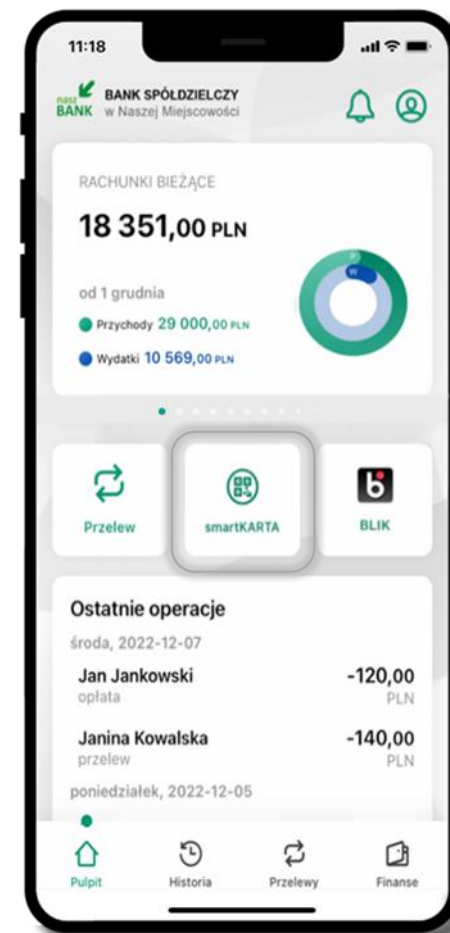 11:18
nasz BANK
BANK SPÓŁDZIELCZY
w Naszej Miejscowości
RACHUNKI BIEŻĄCE
18 351,00 PLN
od 1 grudnia
Przychody 29 000,00 PLN
Wydatki 10 569,00 PLN
P
W
Przelew
smartKARTA
BLIK
Ostatnie operacje
środa, 2022-12-07
Jan Jankowski -120,00
opłata PLN
Janina Kowalska -140,00
przelew PLN
poniedziałek, 2022-12-05
Pulpit Historia Przelewy Finanse